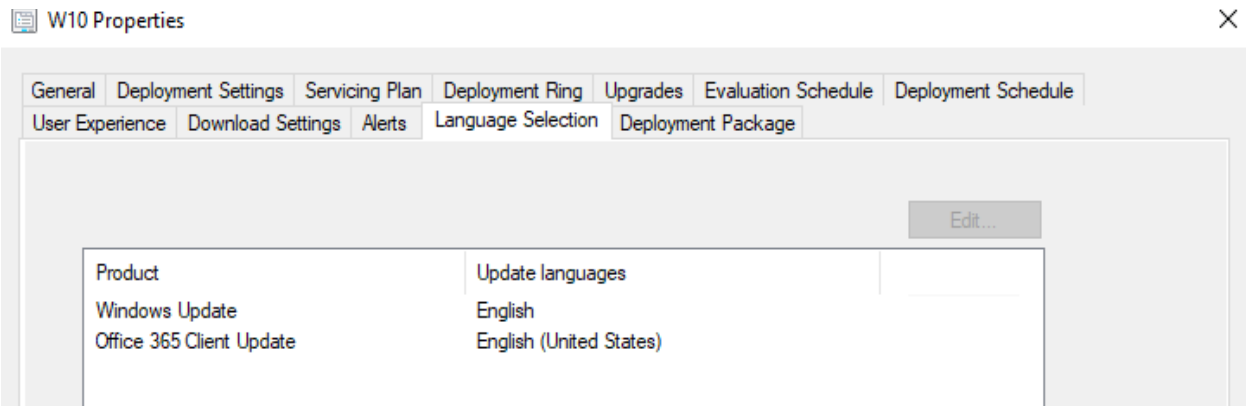 W10 Properties
General Deployment Settings Servicing Plan Deployment Ring Upgrades Evaluation Schedule Deployment Schedule
User Experience Download Settings Alerts Language Selection Deployment Package
Edit...
Product Update languages
Windows Update English
Office 365 Client Update English (United States)